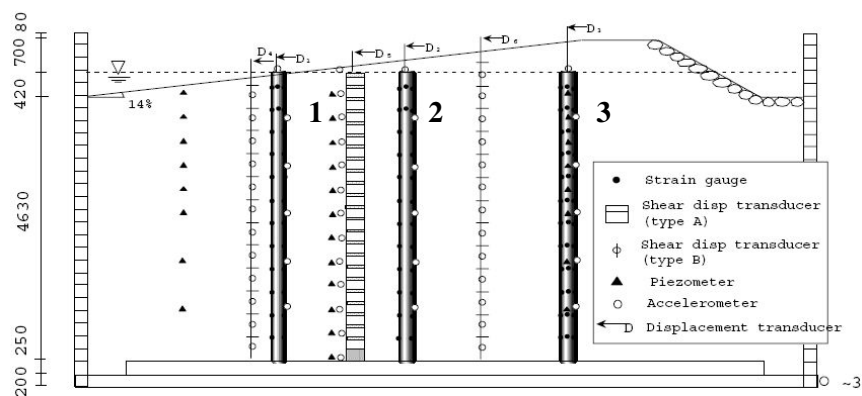 80
700
420
4630
250
200
14%
D₄
D₁
D₅
D₂
D₆
D₃
1
2
3
Strain gauge
Shear disp transducer
(type A)
Shear disp transducer
(type B)
Piezometer
Accelerometer
D Displacement transducer
~3